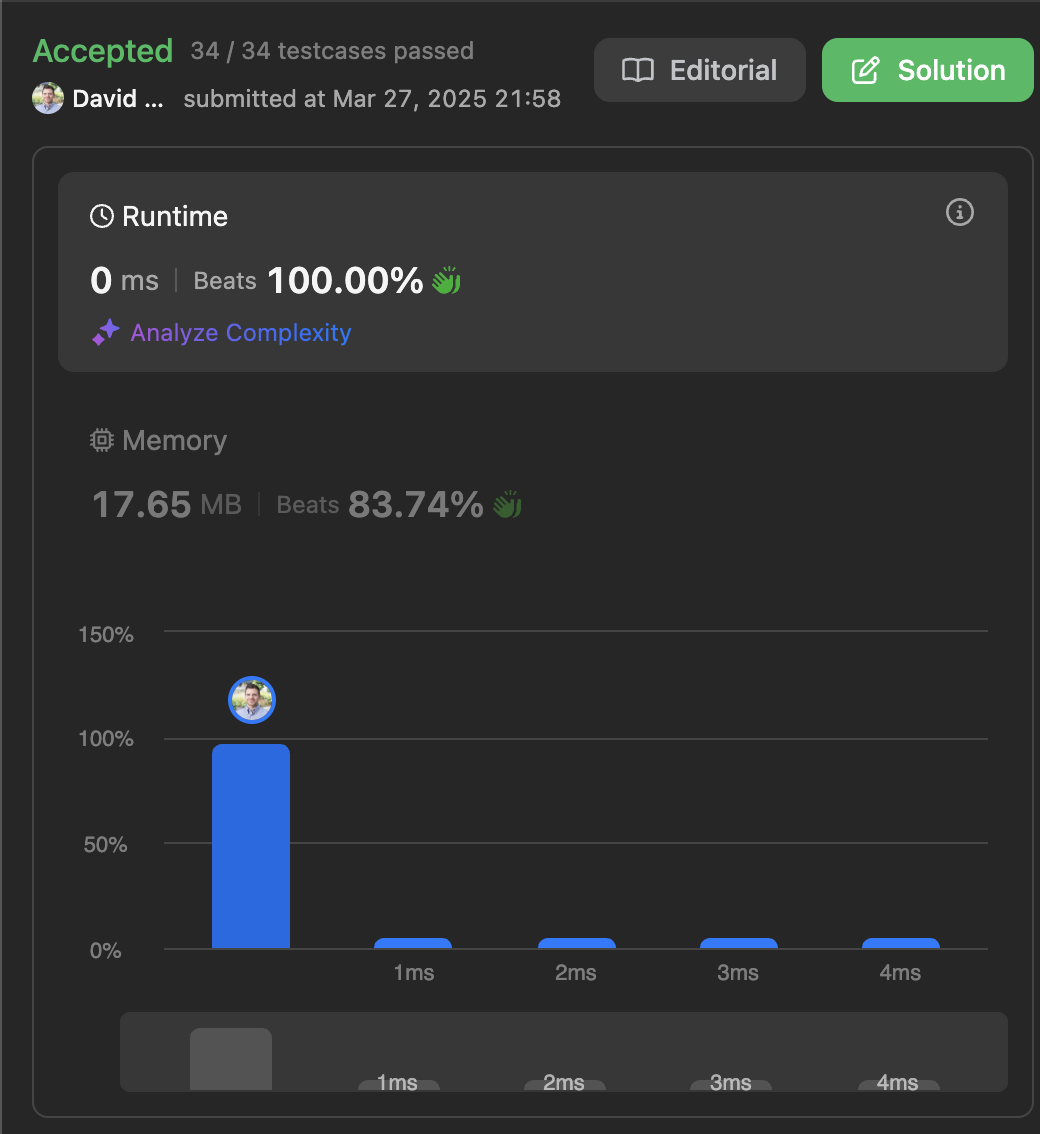 Accepted 34 / 34 testcases passed
David ... submitted at Mar 27, 2025 21:58
Editorial
Solution
Runtime
0 ms | Beats 100.00%
Analyze Complexity
Memory
17.65 MB | Beats 83.74%
150%
100%
50%
0%
1ms 2ms 3ms 4ms
1ms 2ms 3ms 4ms